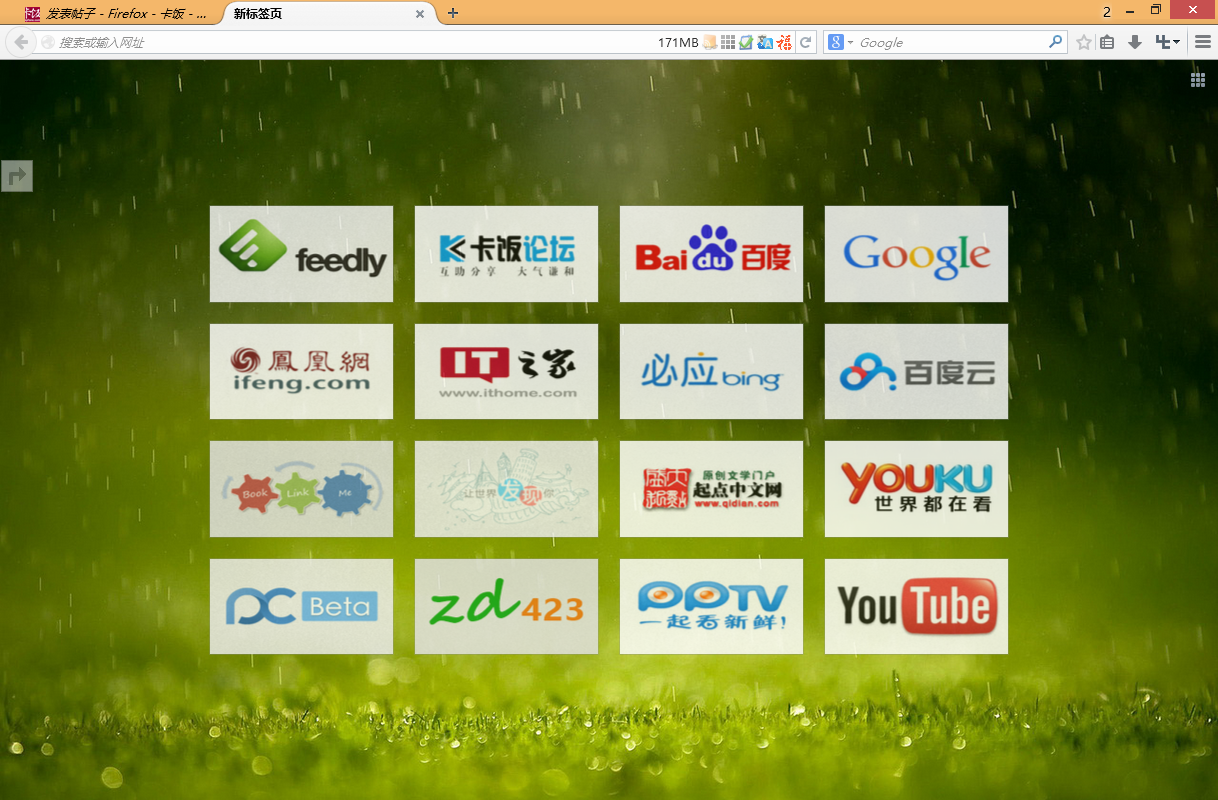 发表帖子 - Firefox - 卡饭 - ...
新标签页
2
搜索或输入网址
171MB
Google
feedly
卡饭论坛
互助分享 大气谦和
Bai du 百度
Google
鳳凰網
ifeng.com
IT之家
www.ithome.com
必应 bing
百度云
Book Link Me
让世界发现你
原创文学门户
起点中文网
www.qidian.com
YOUKU
世界都在看
PC Beta
zd423
PPTV
一起看新鲜!
You Tube